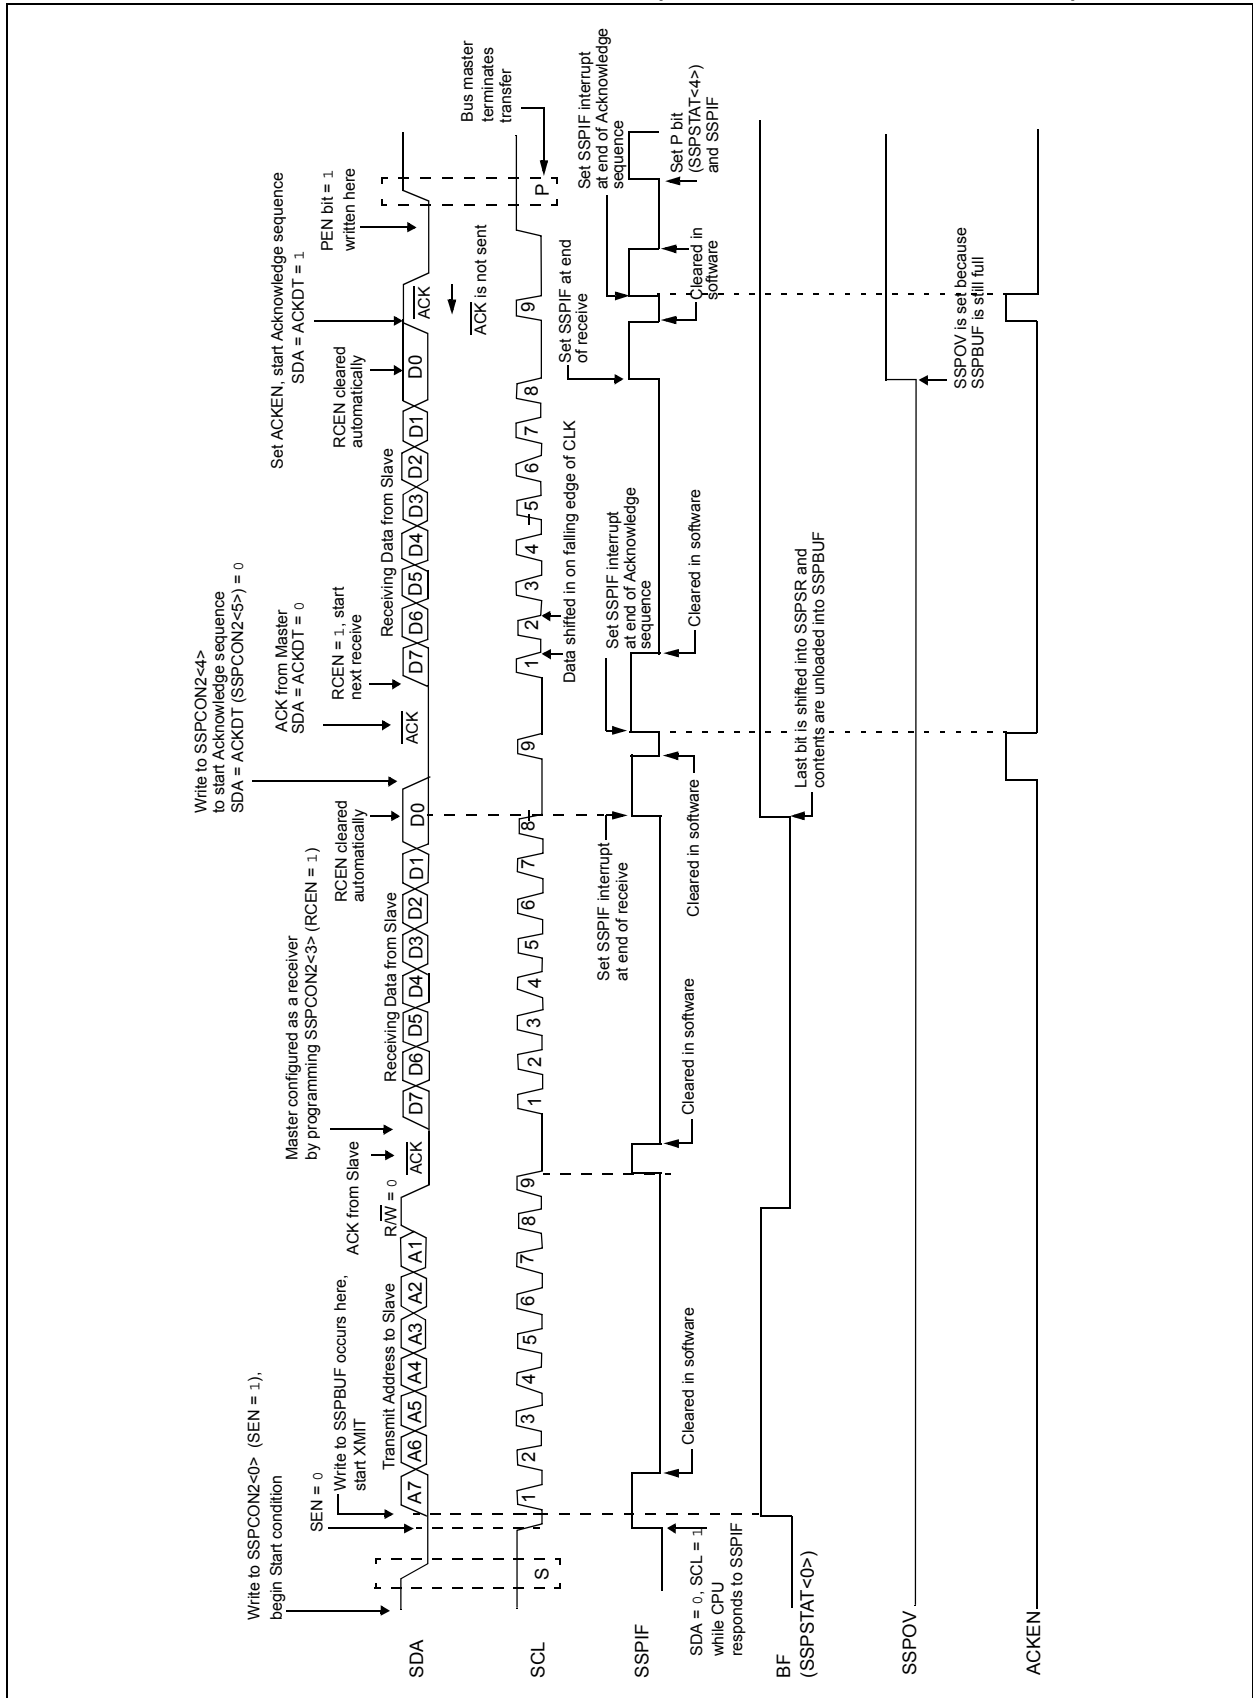 Write to SSPCON2<4>
to start Acknowledge sequence
SDA = ACKDT (SSPCON2<5>) = 0
Write to SSPCON2<0> (SEN = 1),
begin Start condition
Master configured as a receiver
by programming SSPCON2<3> (RCEN = 1)
ACK from Master
SDA = ACKDT = 0
Set ACKEN, start Acknowledge sequence
SDA = ACKDT = 1
SEN = 0
Write to SSPBUF occurs here,
start XMIT
ACK from Slave
RCEN cleared
automatically
RCEN = 1, start
next receive
RCEN cleared
automatically
PEN bit = 1
written here
Transmit Address to Slave
R/W = 0
Receiving Data from Slave
Receiving Data from Slave
SDA
A7 A6 A5 A4 A3 A2 A1
ACK
D7 D6 D5 D4 D3 D2 D1 D0
ACK
D7 D6 D5 D4 D3 D2 D1 D0
ACK
ACK is not sent
Bus master
terminates
transfer
SCL
S
1 2 3 4 5 6 7 8 9
1 2 3 4 5 6 7 8 9
1 2 3 4 5 6 7 8 9
P
Data shifted in on falling edge of CLK
Set SSPIF interrupt
at end of receive
Set SSPIF interrupt
at end of Acknowledge
sequence
Set SSPIF at end
of receive
Set SSPIF interrupt
at end of Acknowledge
sequence
SSPIF
SDA = 0, SCL = 1
while CPU
responds to SSPIF
Cleared in software
Cleared in software
Cleared in software
Cleared in software
Cleared in
software
Set P bit
(SSPSTAT<4>)
and SSPIF
BF
(SSPSTAT<0>)
Last bit is shifted into SSPSR and
contents are unloaded into SSPBUF
SSPOV
SSPOV is set because
SSPBUF is still full
ACKEN